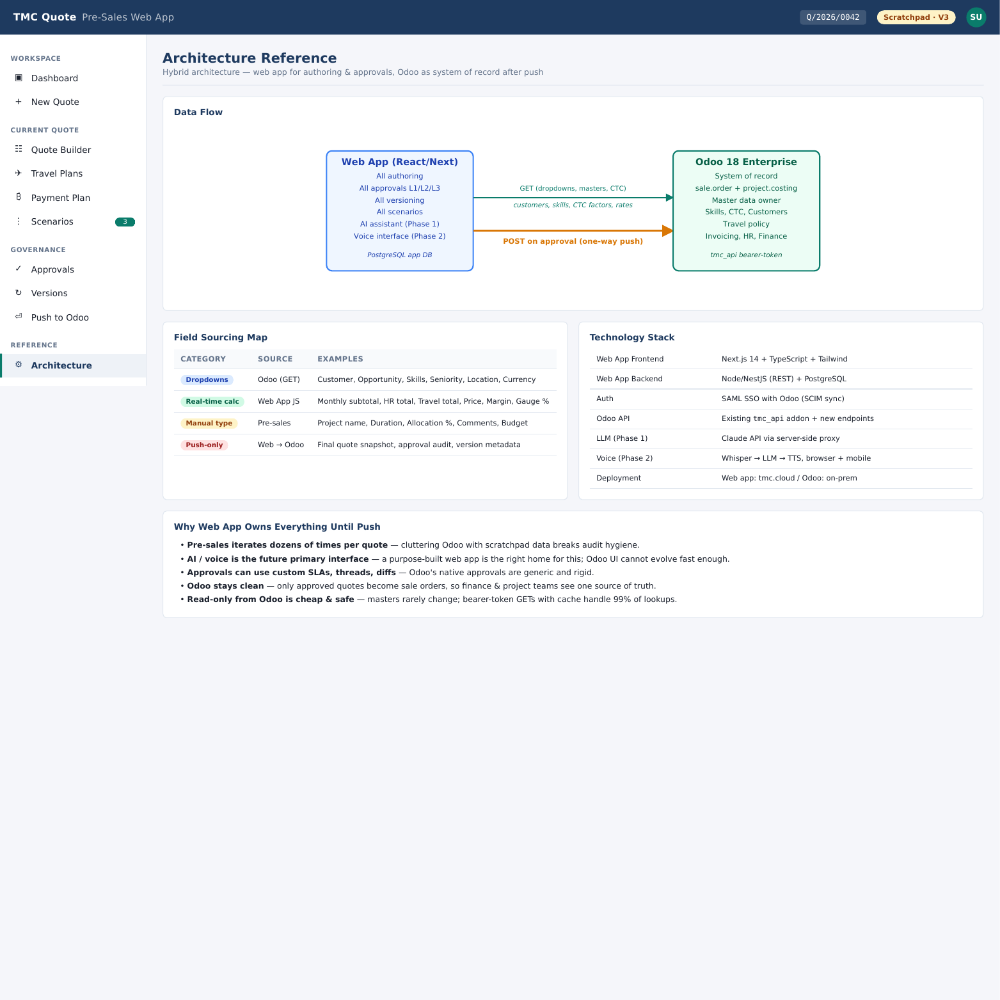 TMC Quote Pre-Sales Web App
Q/2026/0042
Scratchpad · V3
SU
WORKSPACE
Dashboard
+ New Quote
CURRENT QUOTE
Quote Builder
Travel Plans
Payment Plan
Scenarios 3
GOVERNANCE
✓ Approvals
Versions
Push to Odoo
REFERENCE
Architecture
Architecture Reference
Hybrid architecture — web app for authoring & approvals, Odoo as system of record after push
Data Flow
Web App (React/Next)
All authoring
All approvals L1/L2/L3
All versioning
All scenarios
AI assistant (Phase 1)
Voice interface (Phase 2)
PostgreSQL app DB
GET (dropdowns, masters, CTC)
customers, skills, CTC factors, rates
POST on approval (one-way push)
Odoo 18 Enterprise
System of record
sale.order + project.costing
Master data owner
Skills, CTC, Customers
Travel policy
Invoicing, HR, Finance
tmc_api bearer-token
Field Sourcing Map
CATEGORY SOURCE EXAMPLES
Dropdowns Odoo (GET) Customer, Opportunity, Skills, Seniority, Location, Currency
Real-time calc Web App JS Monthly subtotal, HR total, Travel total, Price, Margin, Gauge %
Manual type Pre-sales Project name, Duration, Allocation %, Comments, Budget
Push-only Web → Odoo Final quote snapshot, approval audit, version metadata
Technology Stack
Web App Frontend Next.js 14 + TypeScript + Tailwind
Web App Backend Node/NestJS (REST) + PostgreSQL
Auth SAML SSO with Odoo (SCIM sync)
Odoo API Existing tmc_api addon + new endpoints
LLM (Phase 1) Claude API via server-side proxy
Voice (Phase 2) Whisper → LLM → TTS, browser + mobile
Deployment Web app: tmc.cloud / Odoo: on-prem
Why Web App Owns Everything Until Push
• Pre-sales iterates dozens of times per quote — cluttering Odoo with scratchpad data breaks audit hygiene.
• AI / voice is the future primary interface — a purpose-built web app is the right home for this; Odoo UI cannot evolve fast enough.
• Approvals can use custom SLAs, threads, diffs — Odoo's native approvals are generic and rigid.
• Odoo stays clean — only approved quotes become sale orders, so finance & project teams see one source of truth.
• Read-only from Odoo is cheap & safe — masters rarely change; bearer-token GETs with cache handle 99% of lookups.